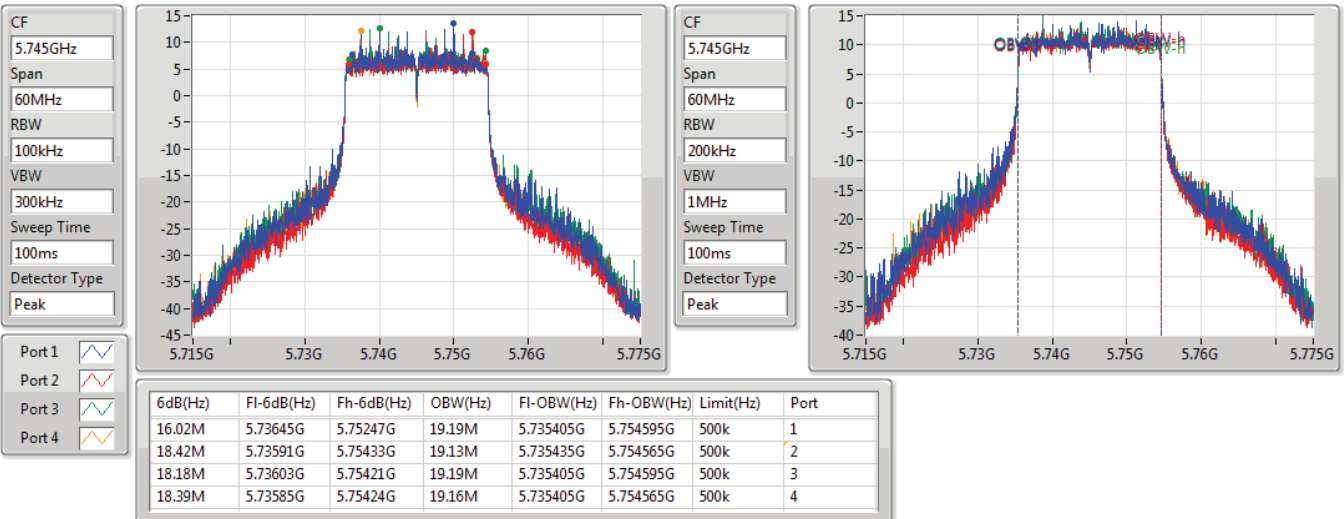 CF
5.745GHz
Span
60MHz
RBW
100kHz
VBW
300kHz
Sweep Time
100ms
Detector Type
Peak
15
10
5
0
-5
-10
-15
-20
-25
-30
-35
-40
-45
5.715G 5.73G 5.74G 5.75G 5.76G 5.775G
CF
5.745GHz
Span
60MHz
RBW
200kHz
VBW
1MHz
Sweep Time
100ms
Detector Type
Peak
15
10
5
0
-5
-10
-15
-20
-25
-30
-35
-40
5.715G 5.73G 5.74G 5.75G 5.76G 5.775G
Port 1
Port 2
Port 3
Port 4
6dB(Hz) Fl-6dB(Hz) Fh-6dB(Hz) OBW(Hz) Fl-OBW(Hz) Fh-OBW(Hz) Limit(Hz) Port
16.02M 5.73645G 5.75247G 19.19M 5.735405G 5.754595G 500k 1
18.42M 5.73591G 5.75433G 19.13M 5.735435G 5.754565G 500k 2
18.18M 5.73603G 5.75421G 19.19M 5.735405G 5.754595G 500k 3
18.39M 5.73585G 5.75424G 19.16M 5.735405G 5.754565G 500k 4